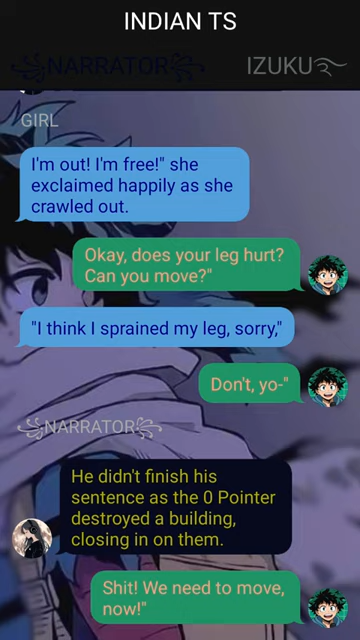 INDIAN TS
꧁NARRATOR꧂ IZUKU࿐
GIRL
I'm out! I'm free!" she
exclaimed happily as she
crawled out.
Okay, does your leg hurt?
Can you move?"
"I think I sprained my leg, sorry,"
Don't, yo-"
꧁NARRATOR꧂
He didn't finish his
sentence as the 0 Pointer
destroyed a building,
closing in on them.
Shit! We need to move,
now!"